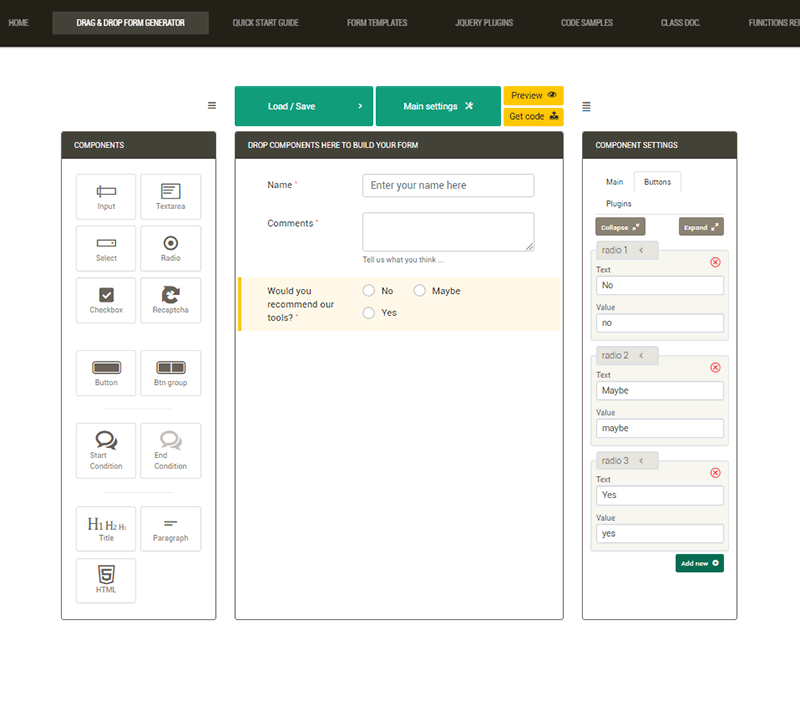 HOME DRAG & DROP FORM GENERATOR QUICK START GUIDE FORM TEMPLATES JQUERY PLUGINS CODE SAMPLES CLASS DOC. FUNCTIONS
Load / Save
Main settings
Preview
Get code
COMPONENTS
Input
Textarea
Select
Radio
Checkbox
Recaptcha
Button
Btn group
Start
Condition
End
Condition
H1 H2 H3
Title
Paragraph
HTML
DROP COMPONENTS HERE TO BUILD YOUR FORM
Name *
Enter your name here
Comments *
Tell us what you think ...
Would you
recommend our
tools? *
No
Maybe
Yes
COMPONENT SETTINGS
Main Buttons
Plugins
Collapse Expand
radio 1
Text
No
Value
no
radio 2
Text
Maybe
Value
maybe
radio 3
Text
Yes
Value
yes
Add new